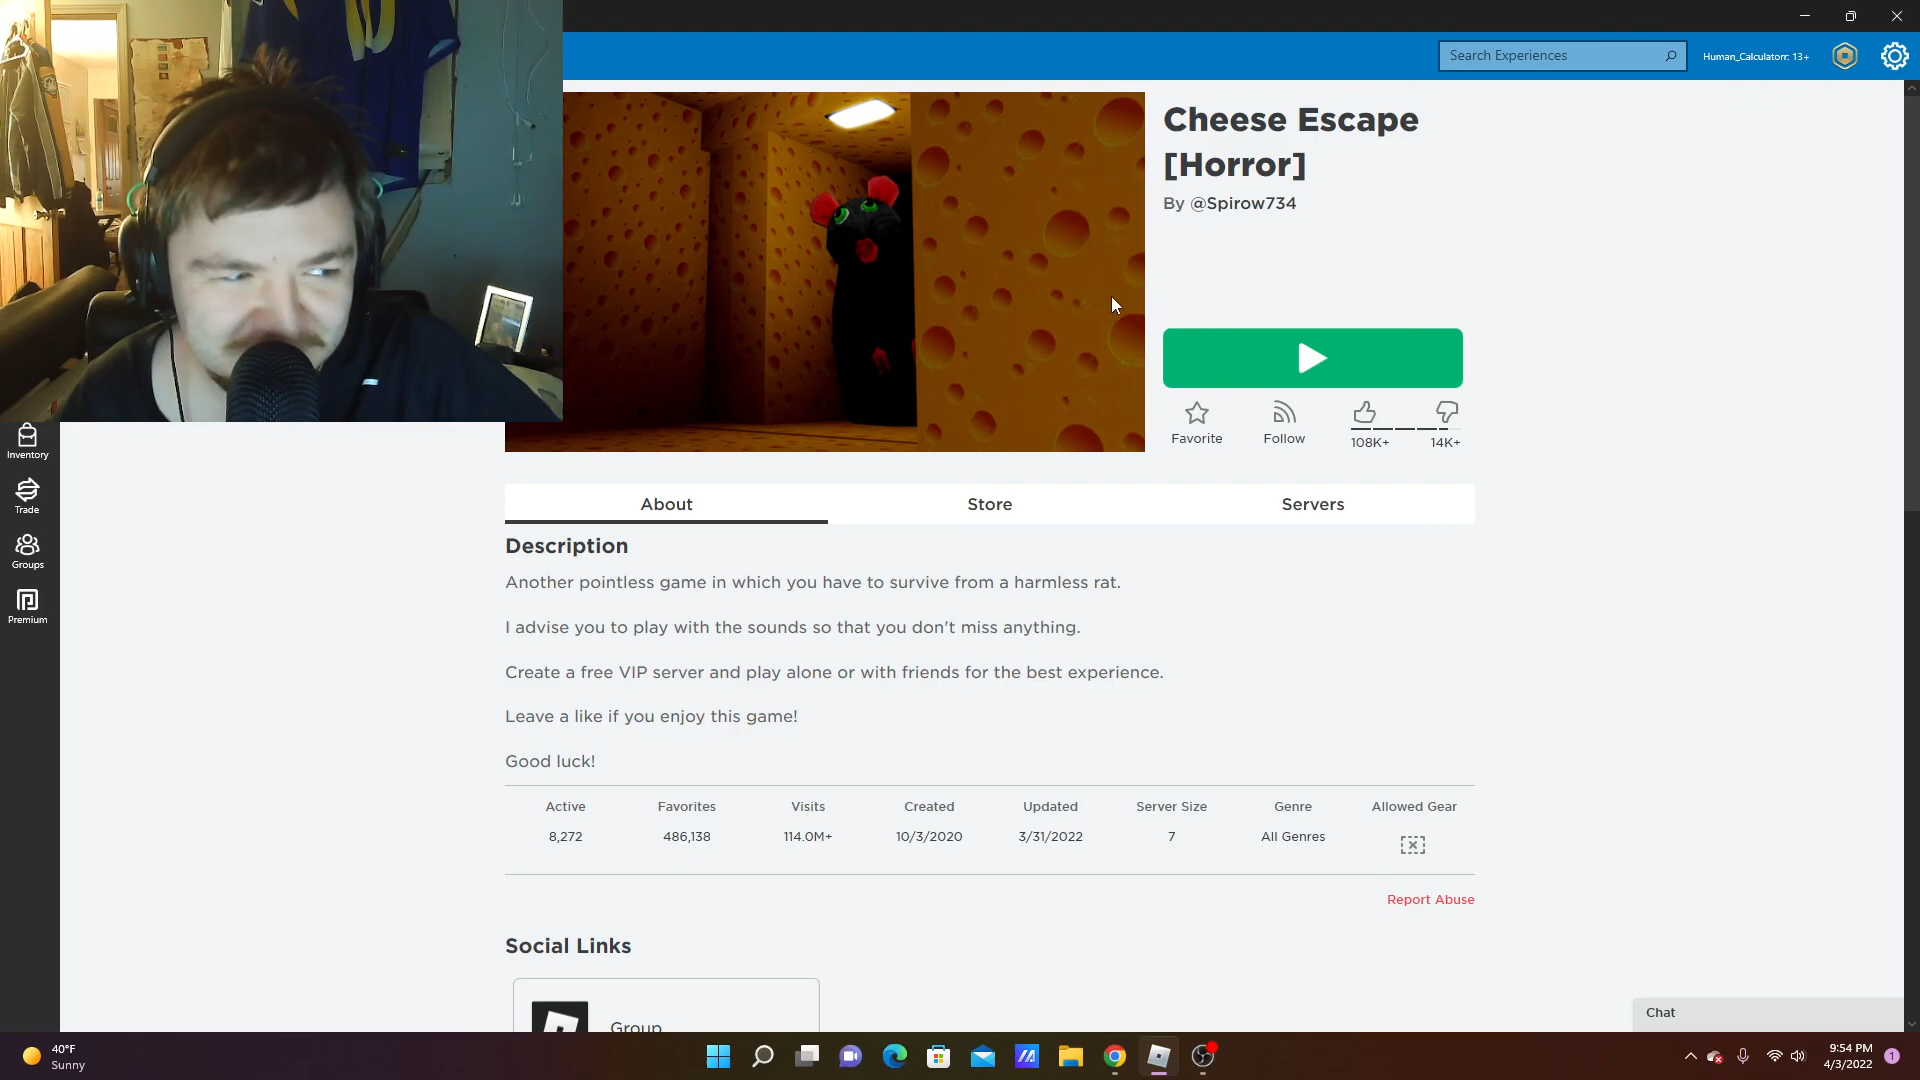 Search Experiences
Human_Calculatorr: 13+
Cheese Escape
[Horror]
By @Spirow734
Favorite
Follow
108K+
14K+
Inventory
Trade
Groups
Premium
About
Store
Servers
Description
Another pointless game in which you have to survive from a harmless rat.
I advise you to play with the sounds so that you don't miss anything.
Create a free VIP server and play alone or with friends for the best experience.
Leave a like if you enjoy this game!
Good luck!
Active
Favorites
Visits
Created
Updated
Server Size
Genre
Allowed Gear
8,272
486,138
114.0M+
10/3/2020
3/31/2022
7
All Genres
Report Abuse
Social Links
Group
Chat
40°F
Sunny
9:54 PM
4/3/2022
1